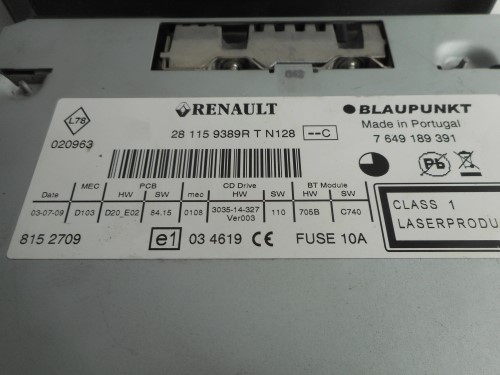 L78
020963
RENAULT
BLAUPUNKT
28 115 9389R T N128 --C
Made in Portugal
7 649 189 391
Pb
MEC PCB CD Drive BT Module
Date HW SW mec HW SW HW SW
03-07-09 D103 D20_E02 84.15 0108 3035-14-327 110 705B C740
Ver003
815 2709
e1 03 4619 CE FUSE 10A
CLASS 1
LASERPRODU